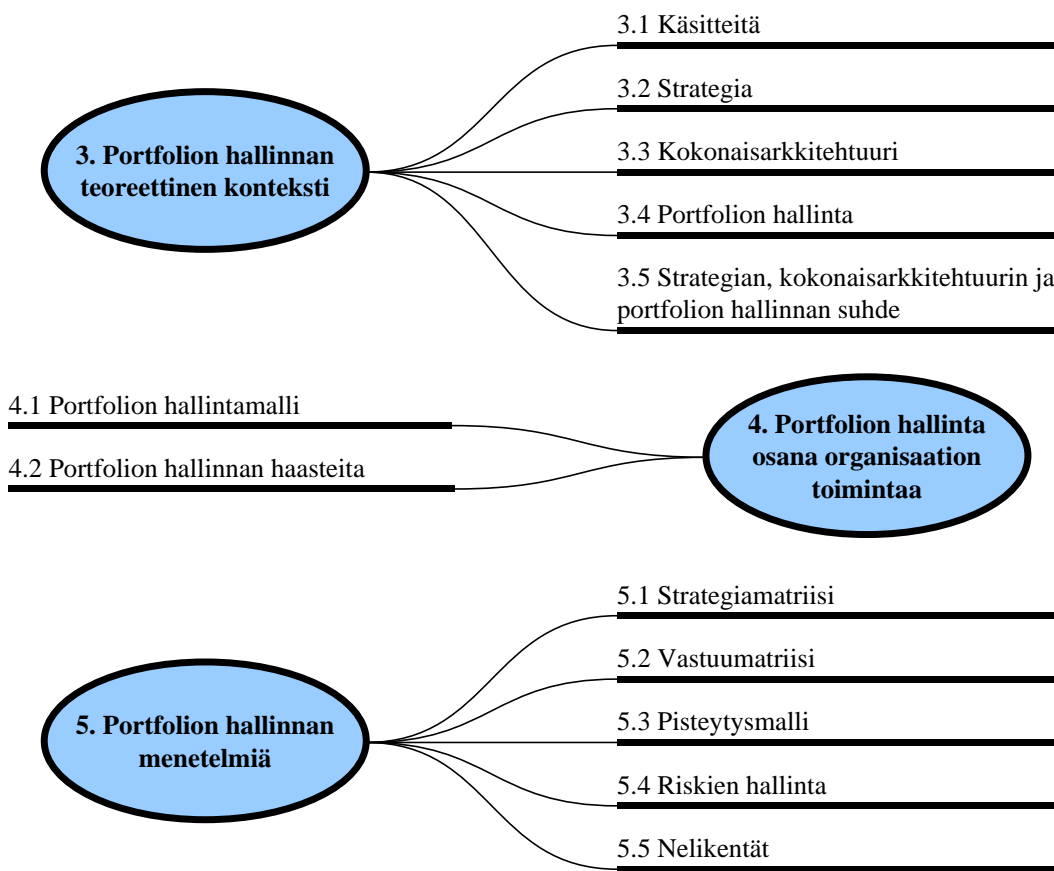 3. Portfolion hallinnan
teoreettinen konteksti
3.1 Käsitteitä
3.2 Strategia
3.3 Kokonaisarkkitehtuuri
3.4 Portfolion hallinta
3.5 Strategian, kokonaisarkkitehtuurin ja
portfolion hallinnan suhde
4. Portfolion hallinta
osana organisaation
toimintaa
4.1 Portfolion hallintamalli
4.2 Portfolion hallinnan haasteita
5. Portfolion hallinnan
menetelmiä
5.1 Strategiamatriisi
5.2 Vastuumatriisi
5.3 Pisteytysmalli
5.4 Riskien hallinta
5.5 Nelikentät